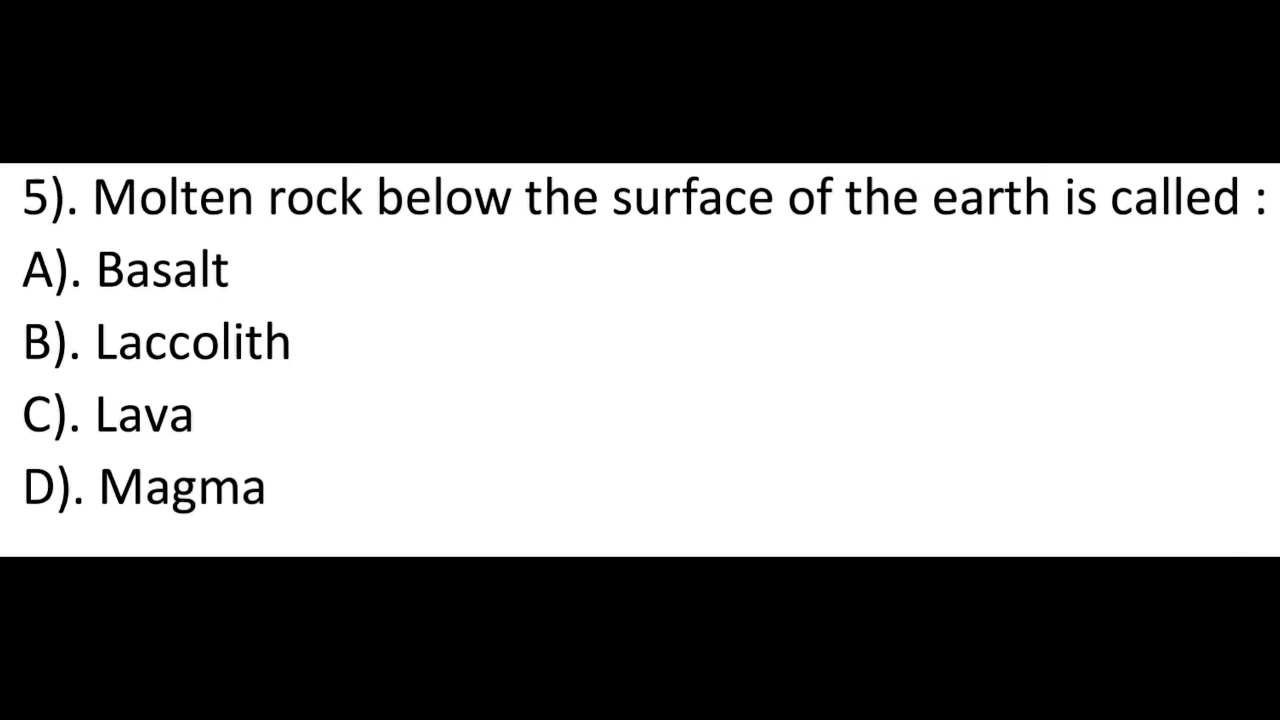 5). Molten rock below the surface of the earth is called :
A). Basalt
B). Laccolith
C). Lava
D). Magma